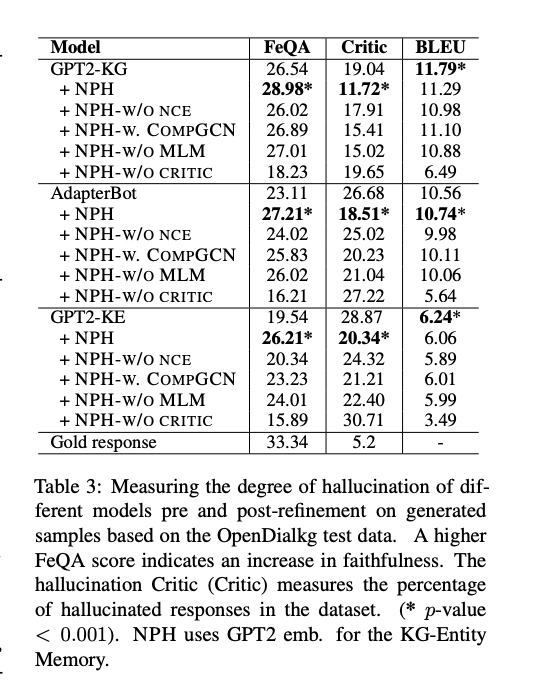 Model FeQA Critic BLEU
GPT2-KG 26.54 19.04 11.79*
+ NPH 28.98* 11.72* 11.29
+ NPH-W/O NCE 26.02 17.91 10.98
+ NPH-W. COMPGCN 26.89 15.41 11.10
+ NPH-W/O MLM 27.01 15.02 10.88
+ NPH-W/O CRITIC 18.23 19.65 6.49
AdapterBot 23.11 26.68 10.56
+ NPH 27.21* 18.51* 10.74*
+ NPH-W/O NCE 24.02 25.02 9.98
+ NPH-W. COMPGCN 25.83 20.23 10.11
+ NPH-W/O MLM 26.02 21.04 10.06
+ NPH-W/O CRITIC 16.21 27.22 5.64
GPT2-KE 19.54 28.87 6.24*
+ NPH 26.21* 20.34* 6.06
+ NPH-W/O NCE 20.34 24.32 5.89
+ NPH-W. COMPGCN 23.23 21.21 6.01
+ NPH-W/O MLM 24.01 22.40 5.99
+ NPH-W/O CRITIC 15.89 30.71 3.49
Gold response 33.34 5.2 -
Table 3: Measuring the degree of hallucination of dif-
ferent models pre and post-refinement on generated
samples based on the OpenDialkg test data. A higher
FeQA score indicates an increase in faithfulness. The
hallucination Critic (Critic) measures the percentage
of hallucinated responses in the dataset. (* p-value
< 0.001). NPH uses GPT2 emb. for the KG-Entity
Memory.